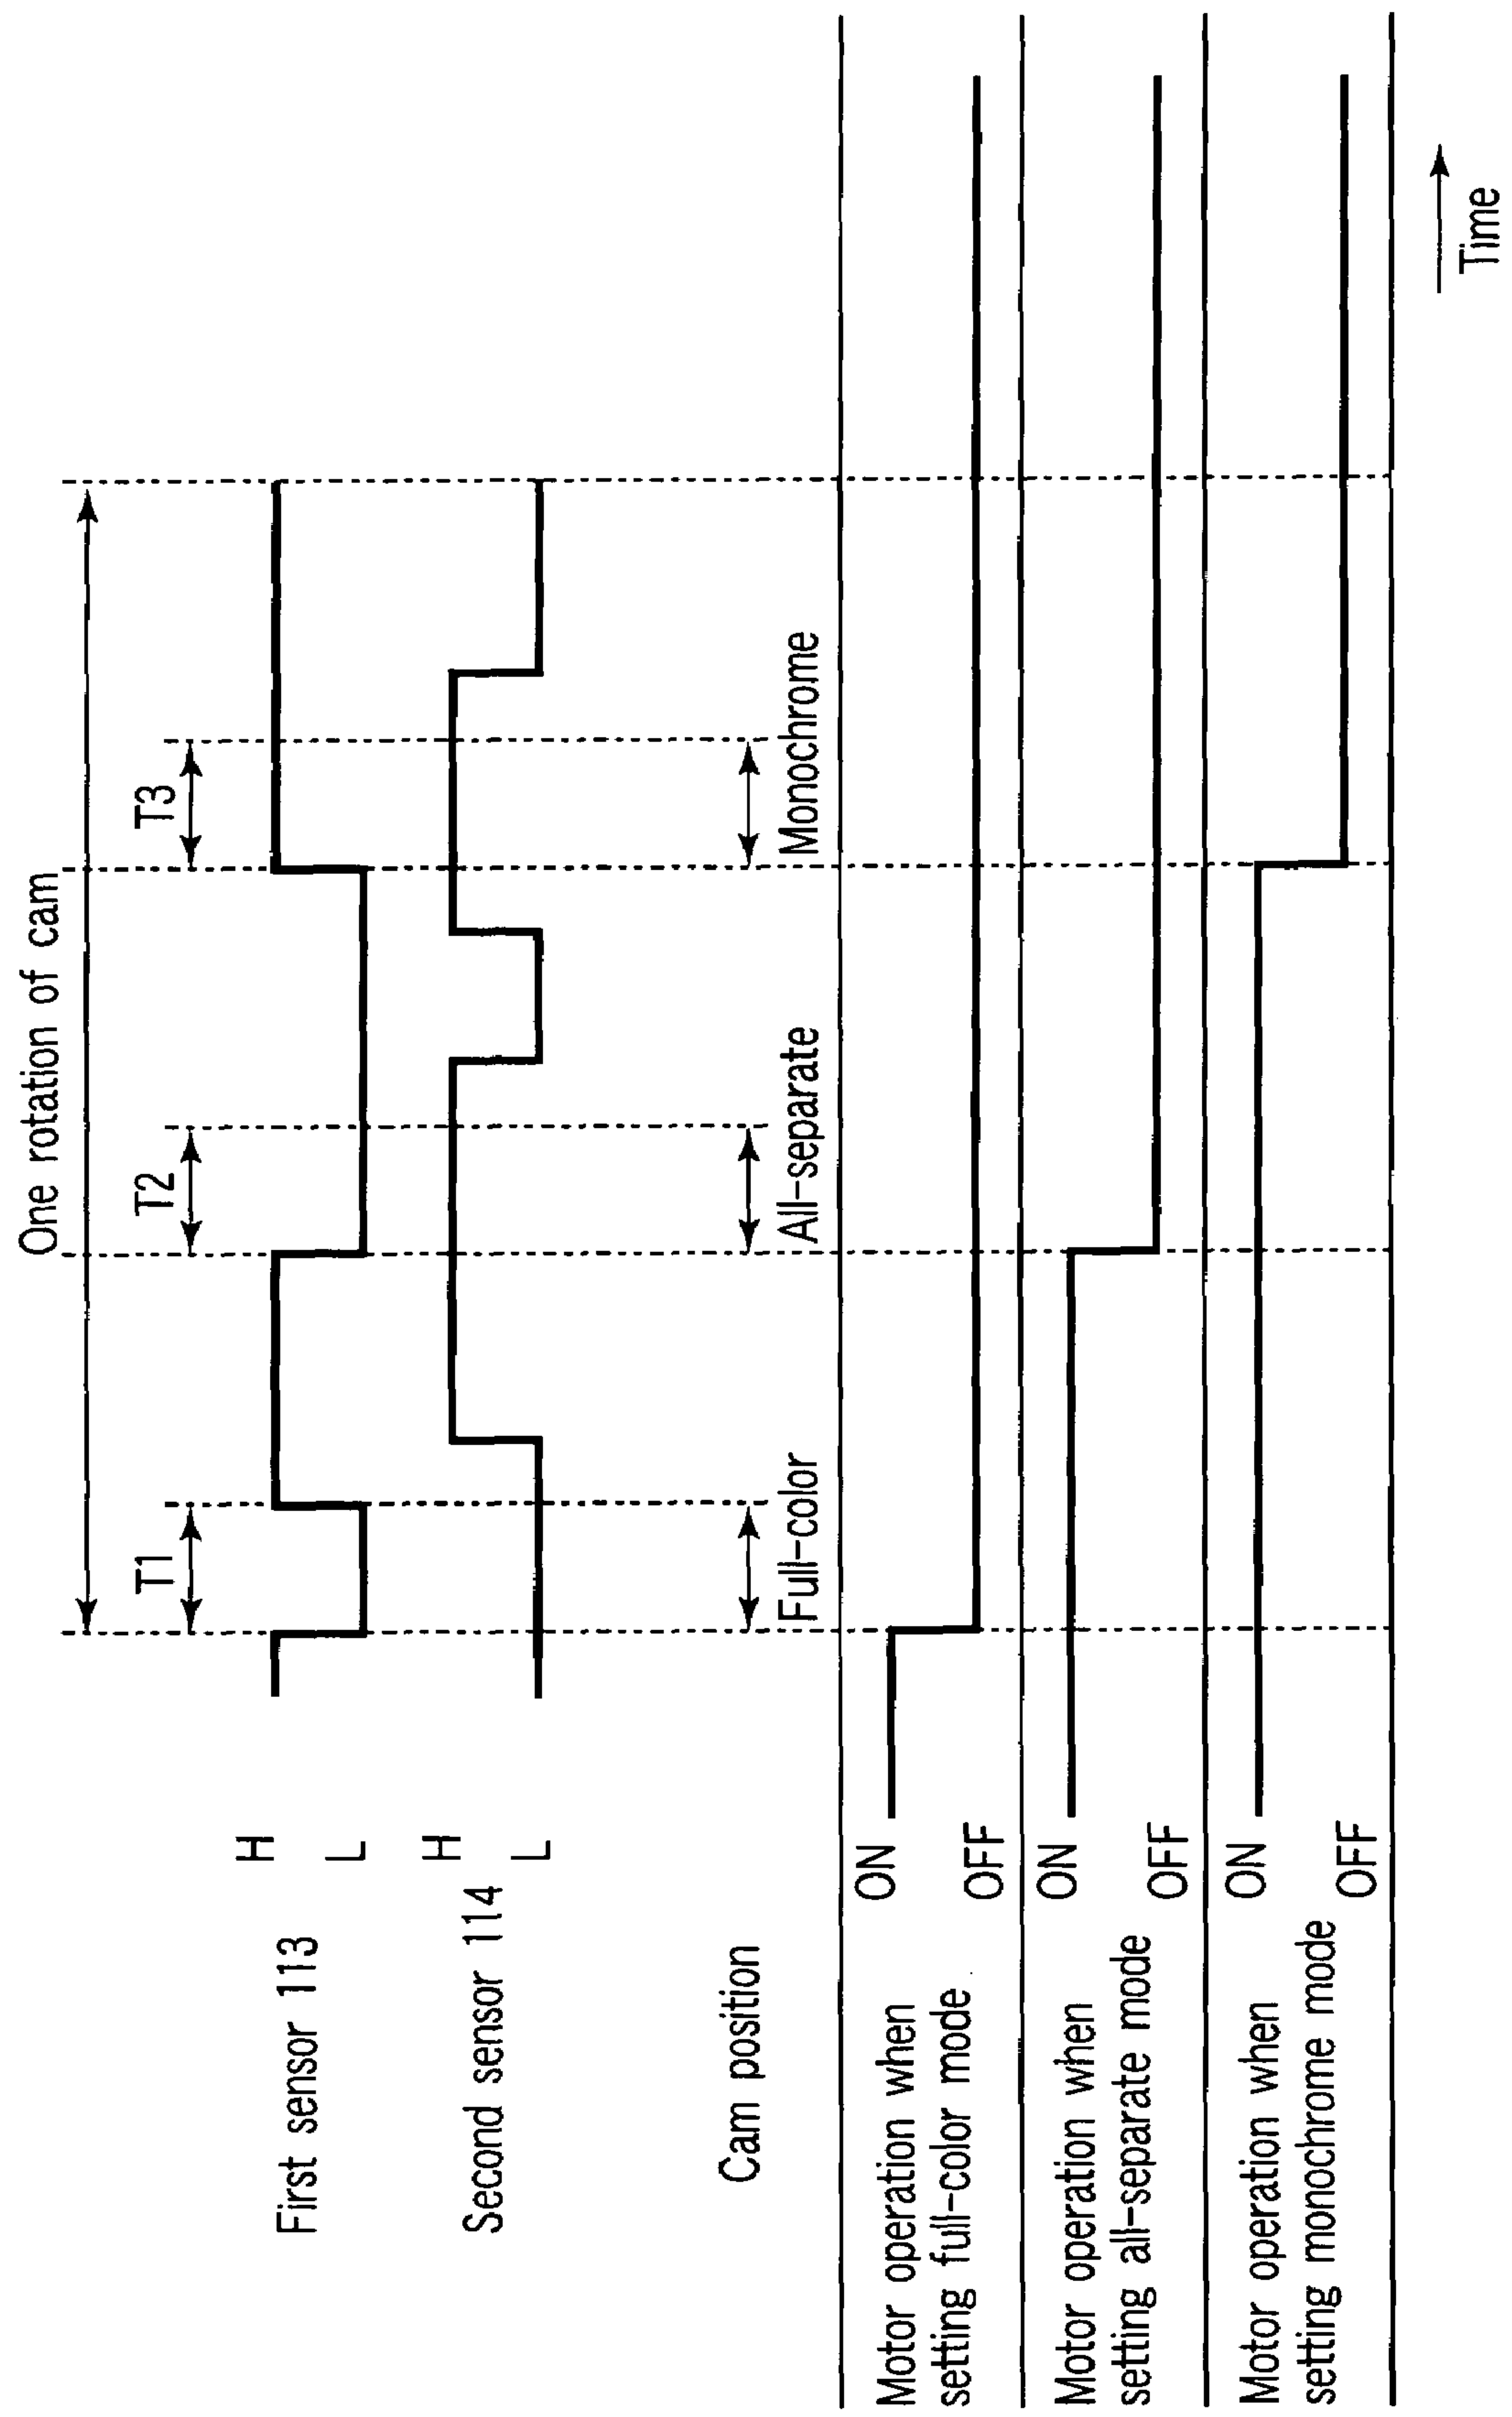 One rotation of cam
T1
T2
T3
First sensor 113
H
L
Second sensor 114
H
L
Cam position
Full-color
All-separate
Monochrome
Motor operation when
setting full-color mode
ON
OFF
Motor operation when
setting all-separate mode
ON
OFF
Motor operation when
setting monochrome mode
ON
OFF
Time